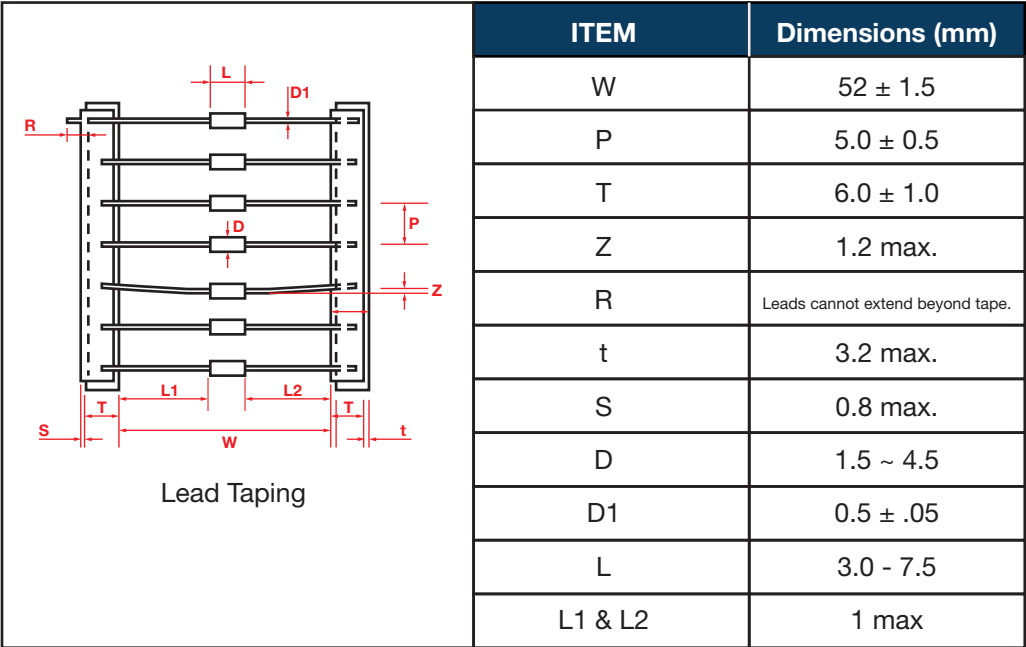 L
D1
R
P
D
Z
L1
L2
T
T
S
W
t
Lead Taping
ITEM Dimensions (mm)
W 52 ± 1.5
P 5.0 ± 0.5
T 6.0 ± 1.0
Z 1.2 max.
R Leads cannot extend beyond tape.
t 3.2 max.
S 0.8 max.
D 1.5 ~ 4.5
D1 0.5 ± .05
L 3.0 - 7.5
L1 & L2 1 max